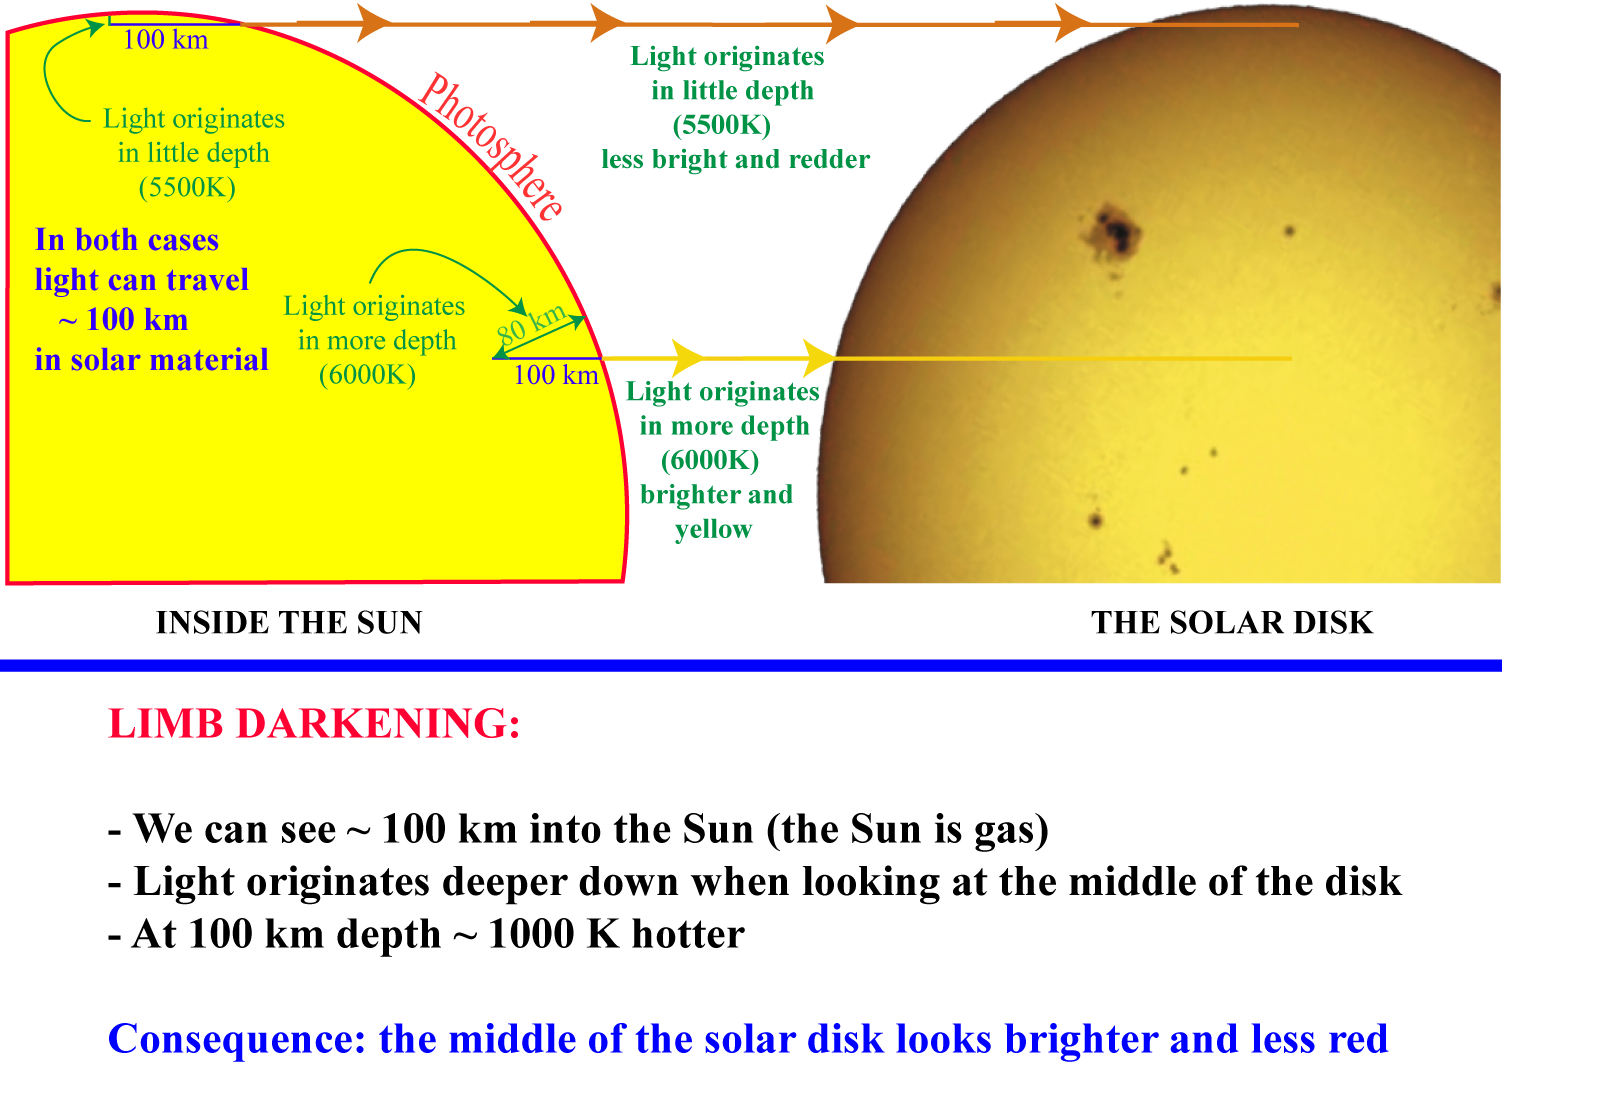 100 km
Light originates
in little depth
(5500K)
Photosphere
In both cases
light can travel
~ 100 km
in solar material
Light originates
in more depth
(6000K)
80 km
100 km
Light originates
in little depth
(5500K)
less bright and redder
Light originates
in more depth
(6000K)
brighter and
yellow
INSIDE THE SUN
THE SOLAR DISK
LIMB DARKENING:
- We can see ~ 100 km into the Sun (the Sun is gas)
- Light originates deeper down when looking at the middle of the disk
- At 100 km depth ~ 1000 K hotter
Consequence: the middle of the solar disk looks brighter and less red